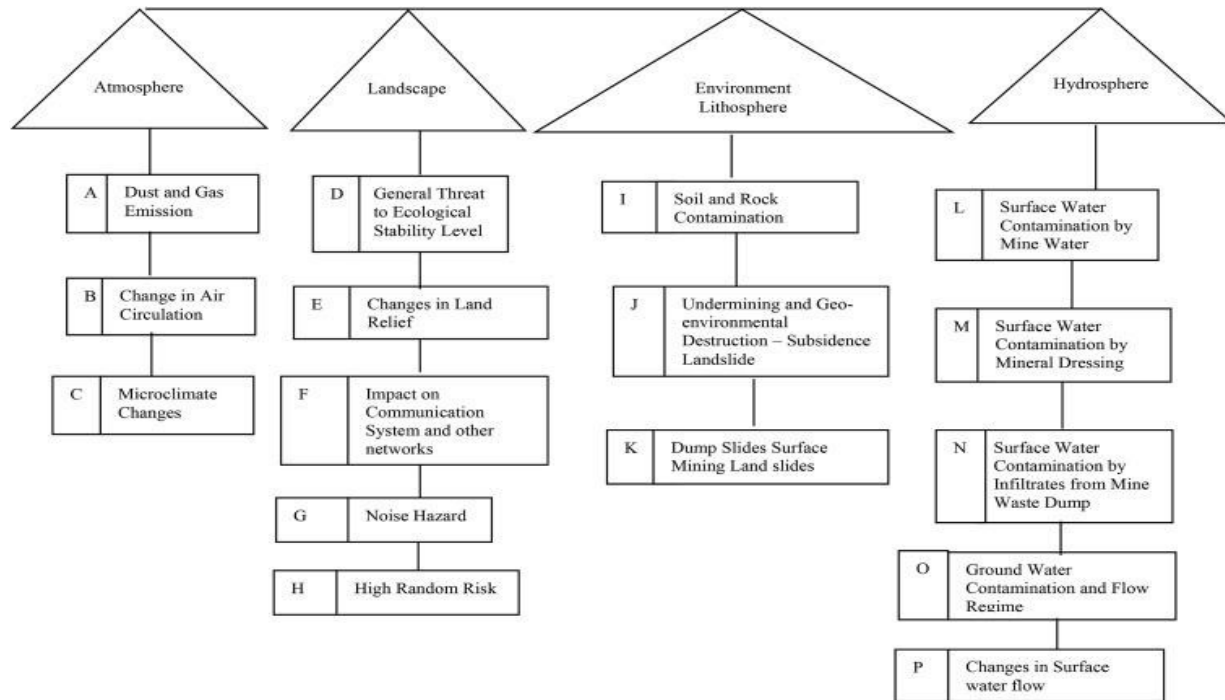 Atmosphere
Landscape
Environment
Lithosphere
Hydrosphere
A
Dust and Gas
Emission
B
Change in Air
Circulation
C
Microclimate
Changes
D
General Threat
to Ecological
Stability Level
E
Changes in Land
Relief
F
Impact on
Communication
System and other
networks
G
Noise Hazard
H
High Random Risk
I
Soil and Rock
Contamination
J
Undermining and Geo-
environmental
Destruction – Subsidence
Landslide
K
Dump Slides Surface
Mining Land slides
L
Surface Water
Contamination by
Mine Water
M
Surface Water
Contamination by
Mineral Dressing
N
Surface Water
Contamination by
Infiltrates from Mine
Waste Dump
O
Ground Water
Contamination and Flow
Regime
P
Changes in Surface
water flow